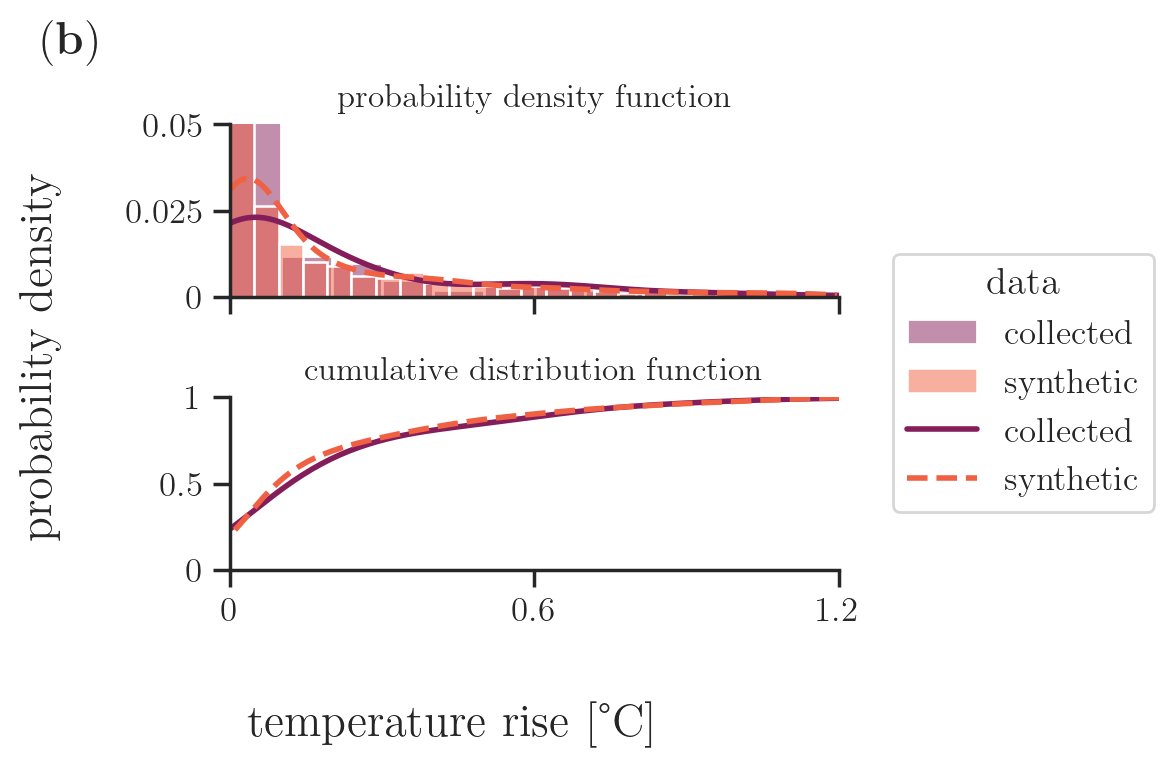 (b)
probability density function
0.05
0.025
0
probability density
cumulative distribution function
1
0.5
0
0
0.6
1.2
temperature rise [°C]
data
collected
synthetic
collected
synthetic